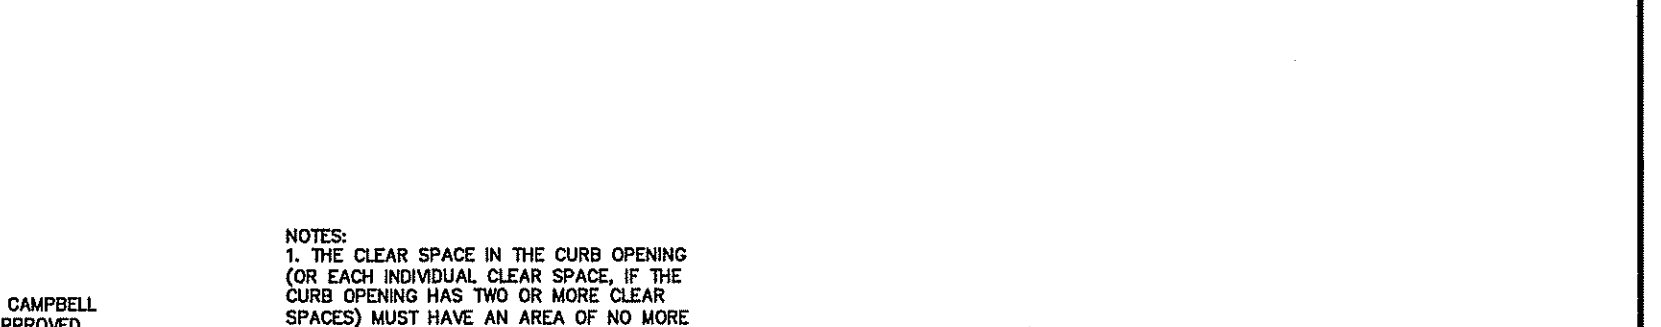 NOTES:
1. THE CLEAR SPACE IN THE CURB OPENING
(OR EACH INDIVIDUAL CLEAR SPACE, IF THE
CURB OPENING HAS TWO OR MORE CLEAR
SPACES) MUST HAVE AN AREA OF NO MORE
CAMPBELL
PPROVED